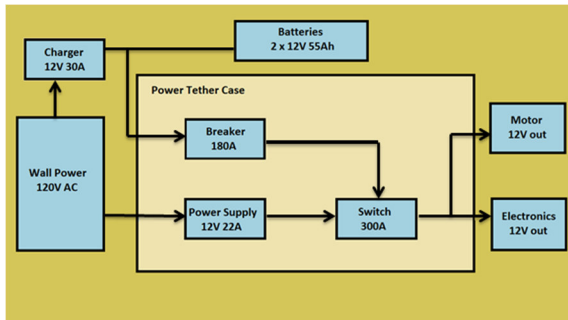 Batteries
2 x 12V 55Ah
Charger
12V 30A
Power Tether Case
Breaker
180A
Motor
12V out
Wall Power
120V AC
Power Supply
12V 22A
Switch
300A
Electronics
12V out